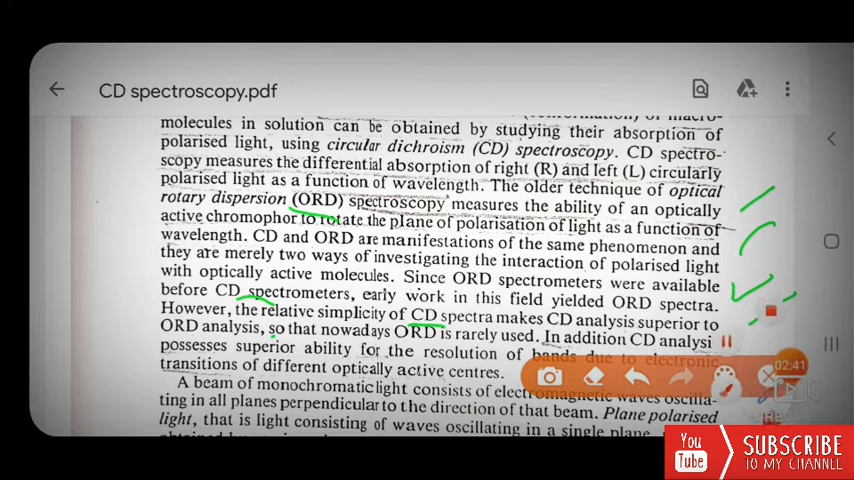 CD spectroscopy.pdf
(conformation) of macro-
molecules in solution can be obtained by studying their absorption of
polarised light, using circular dichroism (CD) spectroscopy. CD spectro-
scopy measures the differential absorption of right (R) and left (L) circularly
polarised light as a function of wavelength. The older technique of optical
rotary dispersion (ORD) spectroscopy measures the ability of an optically
active chromophor to rotate the plane of polarisation of light as a function of
wavelength. CD and ORD are manifestations of the same phenomenon and
they are merely two ways of investigating the interaction of polarised light
with optically active molecules. Since ORD spectrometers were available
before CD spectrometers, early work in this field yielded ORD spectra.
However, the relative simplicity of CD spectra makes CD analysis superior to
ORD analysis, so that nowadays ORD is rarely used. In addition CD analysi
possesses superior ability for the resolution of bands due to electronic
transitions of different optically active centres.
02:41
A beam of monochromatic light consists of electromagnetic waves oscilla-
ting in all planes perpendicular to the direction of that beam. Plane polarised
light, that is light consisting of waves oscillating in a single plane,
You
Tube
SUBSCRIBE
TO MY CHANNEL